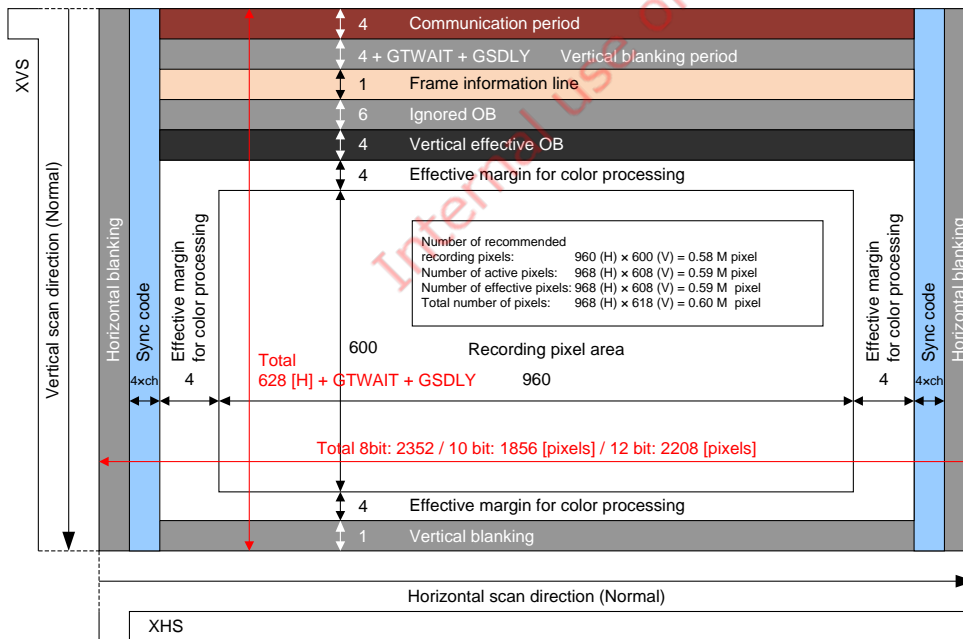 XVS
Vertical scan direction (Normal)
Horizontal blanking
Sync code
4×ch
4 Communication period
4 + GTWAIT + GSDLY Vertical blanking period
1 Frame information line
6 Ignored OB
4 Vertical effective OB
4 Effective margin for color processing
Effective margin
for color processing
4
Number of recommended
recording pixels: 960 (H) × 600 (V) = 0.58 M pixel
Number of active pixels: 968 (H) × 608 (V) = 0.59 M pixel
Number of effective pixels: 968 (H) × 608 (V) = 0.59 M pixel
Total number of pixels: 968 (H) × 618 (V) = 0.60 M pixel
600 Recording pixel area
Total
628 [H] + GTWAIT + GSDLY 960
Total 8bit: 2352 / 10 bit: 1856 [pixels] / 12 bit: 2208 [pixels]
Effective margin
for color processing
4
Sync code
4×ch
Horizontal blanking
4 Effective margin for color processing
1 Vertical blanking
Horizontal scan direction (Normal)
XHS
Internal use o